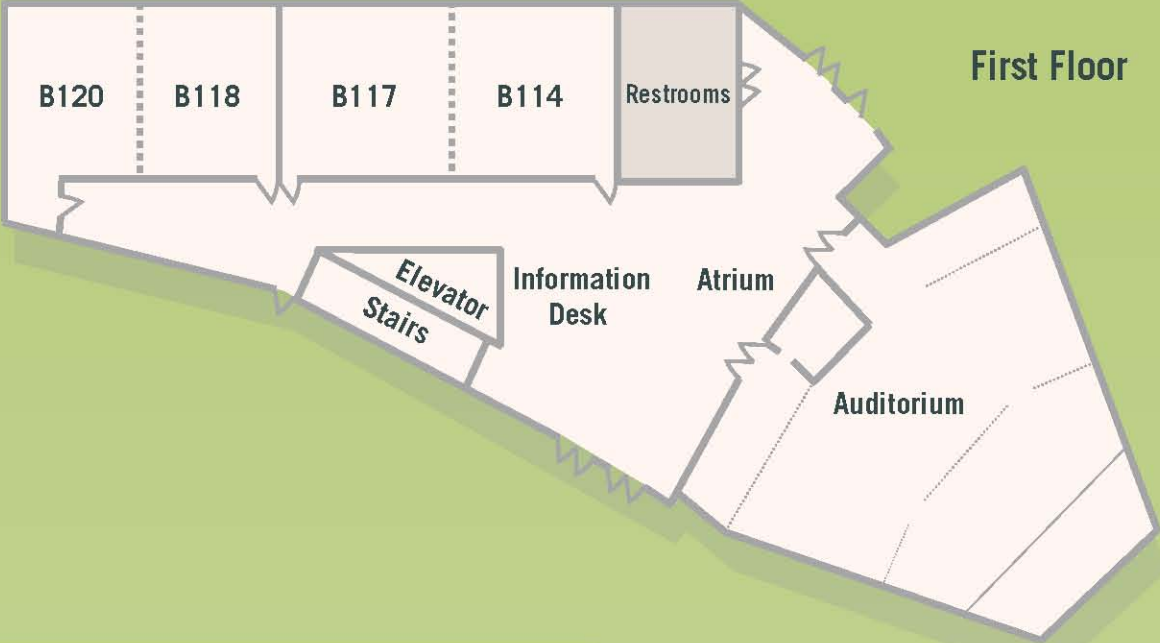 First Floor
B120
B118
B117
B114
Restrooms
Elevator
Stairs
Information
Desk
Atrium
Auditorium